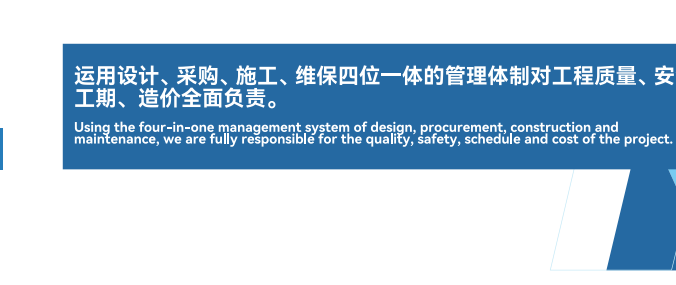 运用设计、采购、施工、维保四位一体的管理体制对工程质量、安
工期、造价全面负责。
Using the four-in-one management system of design, procurement, construction and
maintenance, we are fully responsible for the quality, safety, schedule and cost of the project.